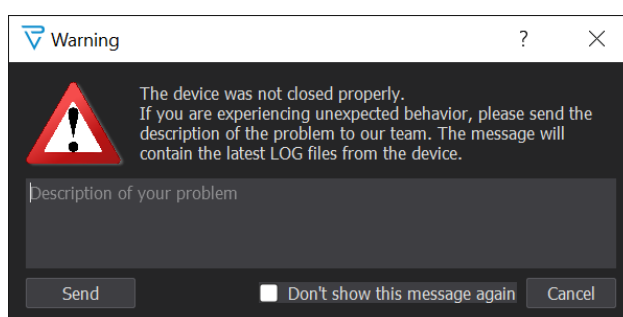 Warning
?
The device was not closed properly.
If you are experiencing unexpected behavior, please send the
description of the problem to our team. The message will
contain the latest LOG files from the device.
Description of your problem
Send
Don't show this message again
Cancel